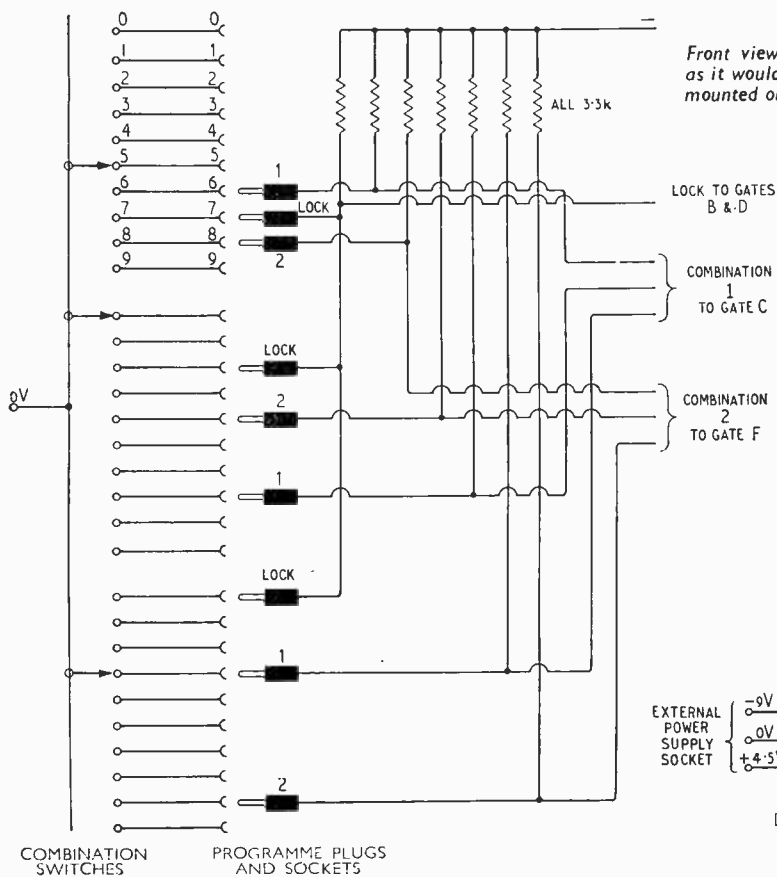 0 0
1 1
2 2
3 3
4 4
5 5
6 6
7 7
8 8
9 9
1
LOCK
2
LOCK
2
1
LOCK
1
2
0V
COMBINATION
SWITCHES
PROGRAMME PLUGS
AND SOCKETS
–
ALL 3·3k
Front view
as it would
mounted o
LOCK TO GATES
B & D
COMBINATION
1
TO GATE C
COMBINATION
2
TO GATE F
EXTERNAL
POWER
SUPPLY
SOCKET
-9V
0V
+4·5V